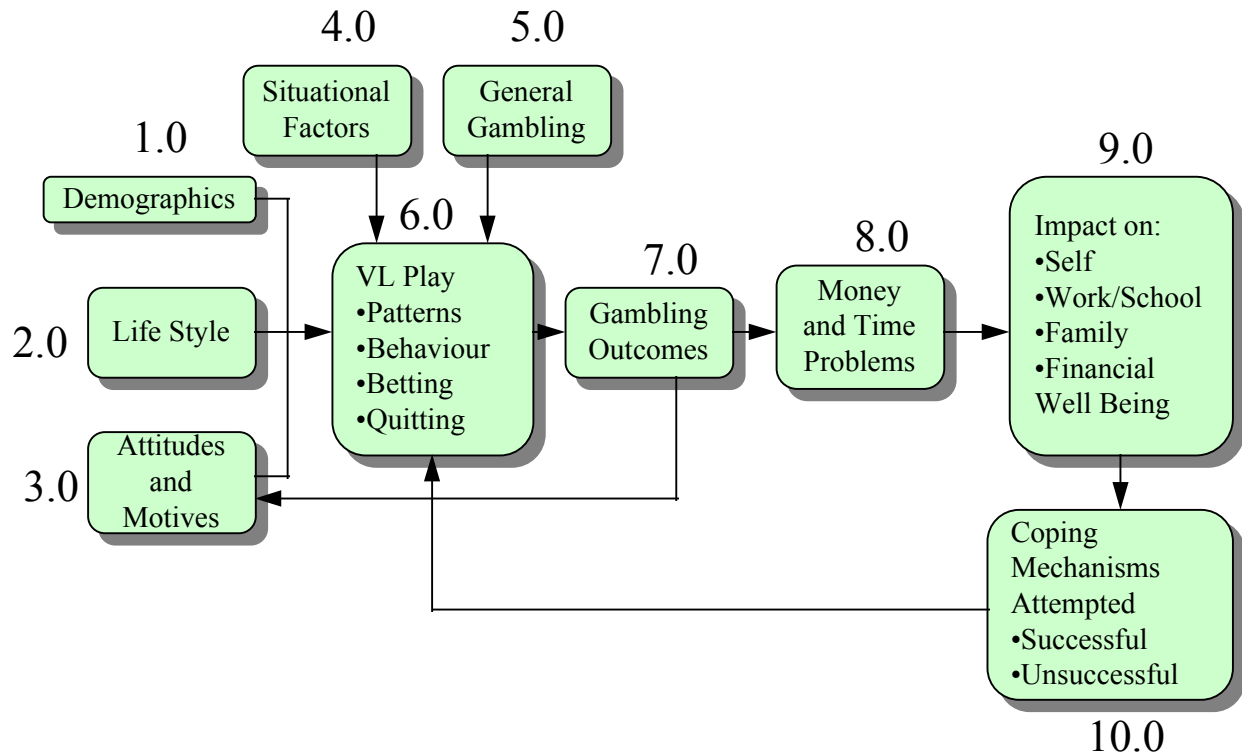 4.0
Situational
Factors
5.0
General
Gambling
1.0
Demographics
2.0
Life Style
3.0
Attitudes
and
Motives
6.0
VL Play
•Patterns
•Behaviour
•Betting
•Quitting
7.0
Gambling
Outcomes
8.0
Money
and Time
Problems
9.0
Impact on:
•Self
•Work/School
•Family
•Financial
Well Being
Coping
Mechanisms
Attempted
•Successful
•Unsuccessful
10.0